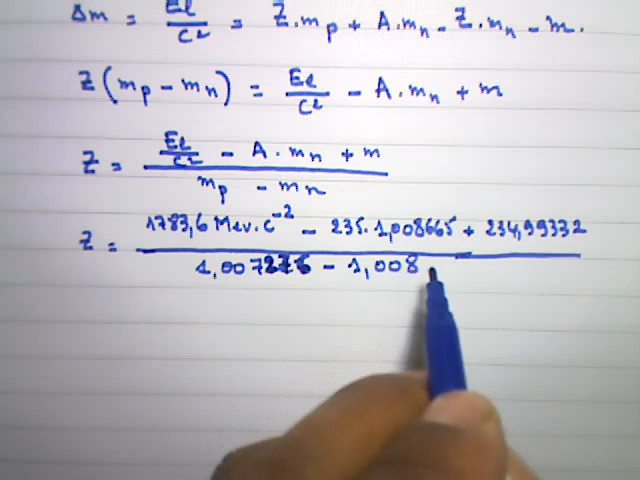 Δm = El/C² = Z.mp + A.mn - Z.mn - m.
Z(mp - mn) = El/C² - A.mn + m
Z = (El/C² - A.mn + m)/(mp - mn)
Z = (1783,6 Mev.c⁻² - 235.1,008665 + 234,99332)/(1,007276 - 1,008